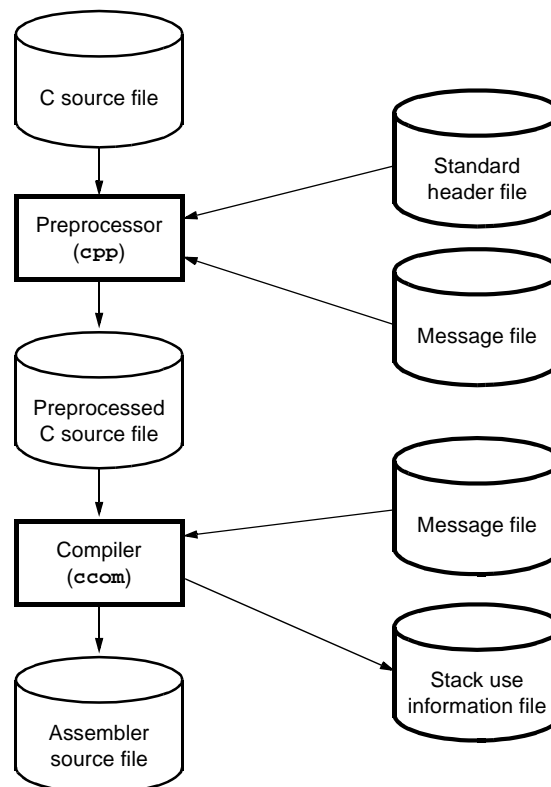 C source file
Standard
header file
Preprocessor
(cpp)
Message file
Preprocessed
C source file
Message file
Compiler
(ccom)
Stack use
information file
Assembler
source file